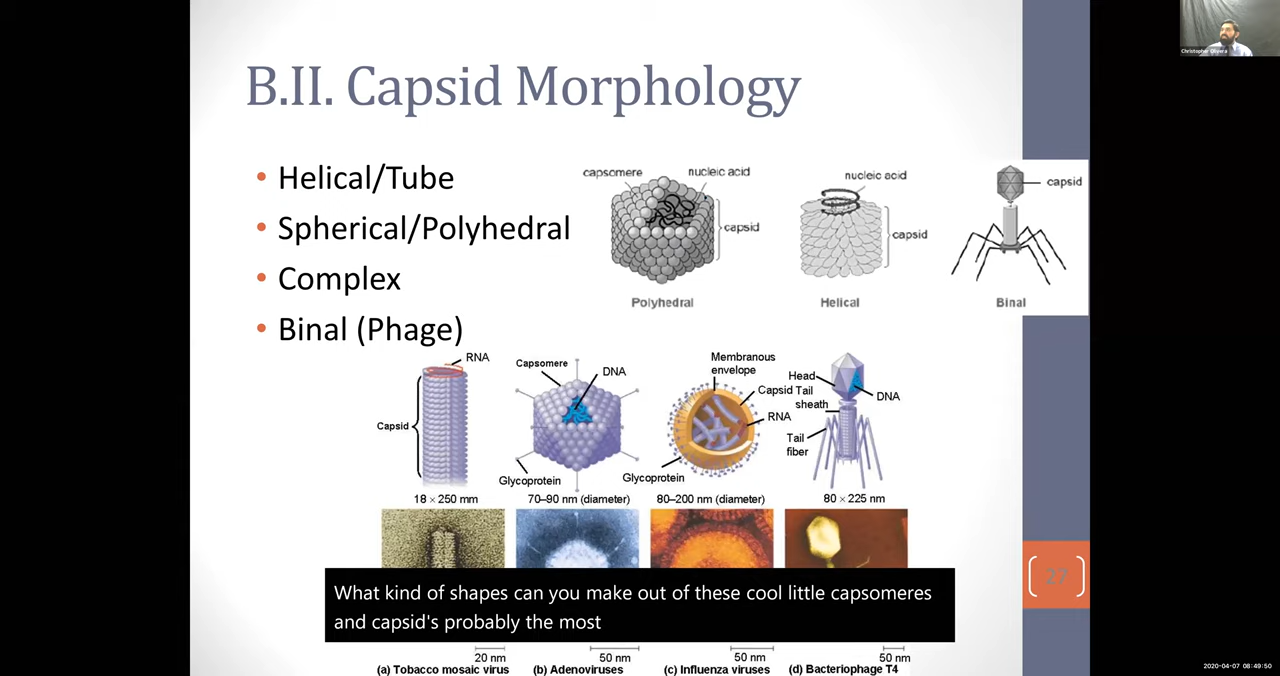 Christopher Olvera
B.II. Capsid Morphology
• Helical/Tube
• Spherical/Polyhedral
• Complex
• Binal (Phage)
capsomere
nucleic acid
capsid
Polyhedral
nucleic acid
capsid
Helical
capsid
Binal
RNA
Capsid
18 × 250 mm
Capsomere
DNA
Glycoprotein
70–90 nm (diameter)
Membranous
envelope
Capsid
RNA
Glycoprotein
80–200 nm (diameter)
Head
Tail
sheath
DNA
Tail
fiber
80 × 225 nm
27
What kind of shapes can you make out of these cool little capsomeres
and capsid's probably the most
20 nm
50 nm
50 nm
50 nm
(a) Tobacco mosaic virus
(b) Adenoviruses
(c) Influenza viruses
(d) Bacteriophage T4
2020-04-07 08:49:50